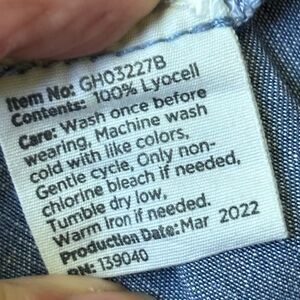 Item No: GH03227B
Contents: 100% Lyocell
Care: Wash once before
wearing, Machine wash
cold with like colors,
Gentle cycle, Only non-
chlorine bleach if needed,
Tumble dry low,
Warm Iron if needed.
Production Date: Mar 2022
RN: 139040